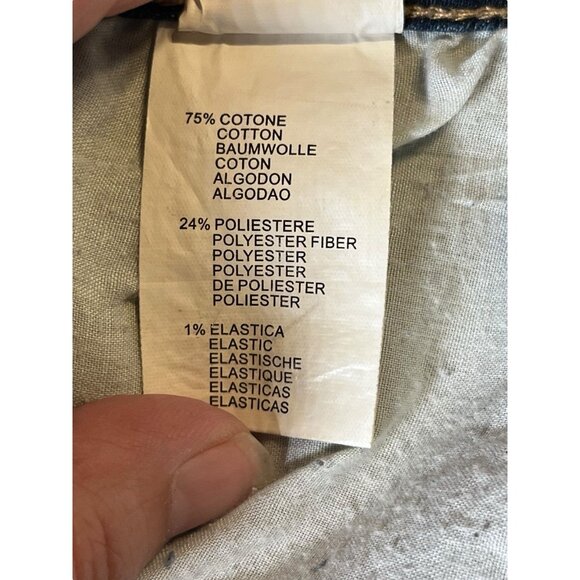 75% COTONE
COTTON
BAUMWOLLE
COTON
ALGODON
ALGODAO
24% POLIESTERE
POLYESTER FIBER
POLYESTER
POLYESTER
DE POLIESTER
POLIESTER
1% ELASTICA
ELASTIC
ELASTISCHE
ELASTIQUE
ELASTICAS
ELASTICAS